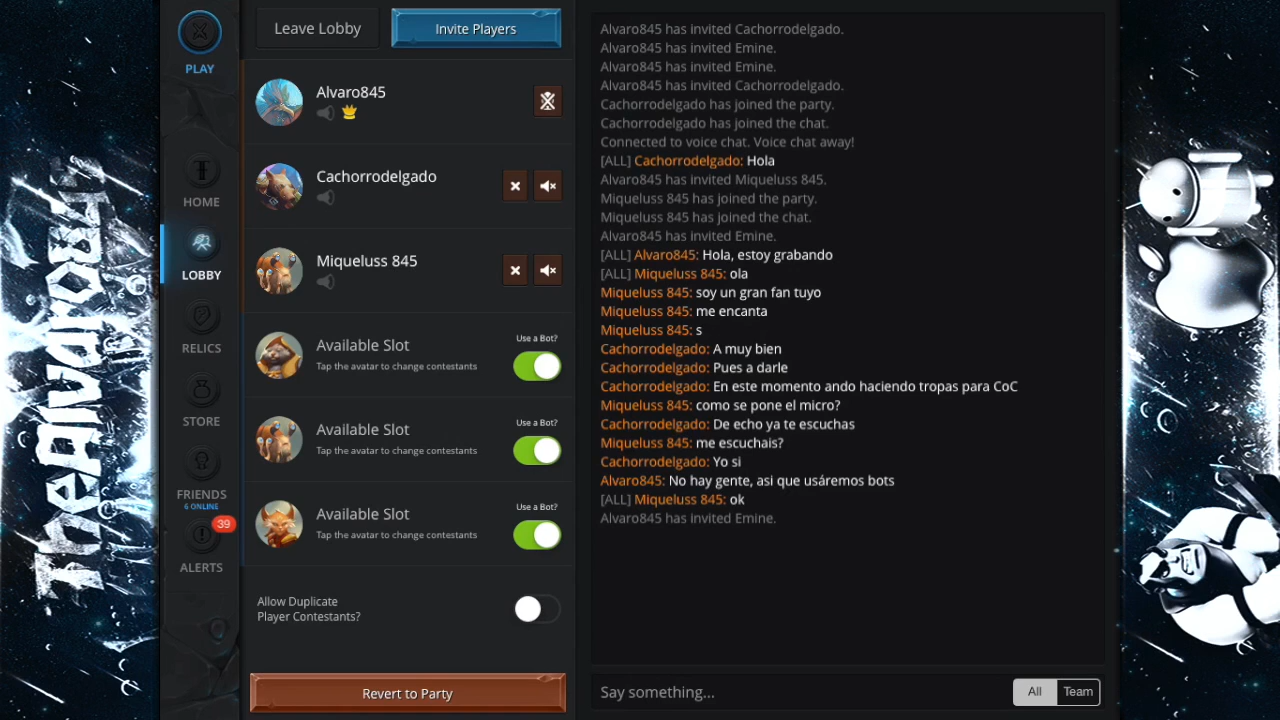 TheAlvaro845
PLAY
HOME
LOBBY
RELICS
STORE
FRIENDS
6 ONLINE
39
ALERTS
Leave Lobby
Invite Players
Alvaro845
Cachorrodelgado
Miqueluss 845
Available Slot
Tap the avatar to change contestants
Use a Bot?
Available Slot
Tap the avatar to change contestants
Use a Bot?
Available Slot
Tap the avatar to change contestants
Use a Bot?
Allow Duplicate
Player Contestants?
Revert to Party
Alvaro845 has invited Cachorrodelgado.
Alvaro845 has invited Emine.
Alvaro845 has invited Emine.
Alvaro845 has invited Cachorrodelgado.
Cachorrodelgado has joined the party.
Cachorrodelgado has joined the chat.
Connected to voice chat. Voice chat away!
[ALL] Cachorrodelgado: Hola
Alvaro845 has invited Miqueluss 845.
Miqueluss 845 has joined the party.
Miqueluss 845 has joined the chat.
Alvaro845 has invited Emine.
[ALL] Alvaro845: Hola, estoy grabando
[ALL] Miqueluss 845: ola
Miqueluss 845: soy un gran fan tuyo
Miqueluss 845: me encanta
Miqueluss 845: s
Cachorrodelgado: A muy bien
Cachorrodelgado: Pues a darle
Cachorrodelgado: En este momento ando haciendo tropas para CoC
Miqueluss 845: como se pone el micro?
Cachorrodelgado: De echo ya te escuchas
Miqueluss 845: me escuchais?
Cachorrodelgado: Yo si
Alvaro845: No hay gente, asi que usáremos bots
[ALL] Miqueluss 845: ok
Alvaro845 has invited Emine.
Say something...
All
Team